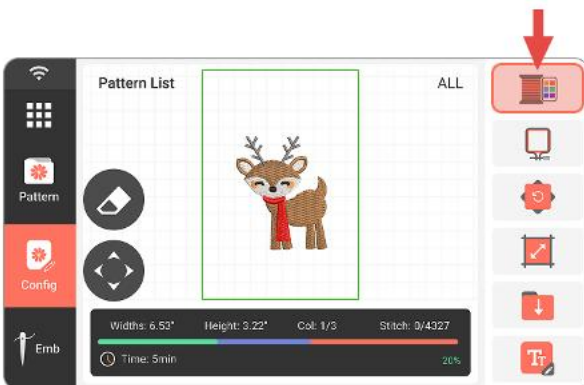 Pattern List
ALL
Pattern
Config
Emb
Widths: 6.53" Height: 3.22" Col: 1/3 Stitch: 0/4327
Time: 5min 20%
TT